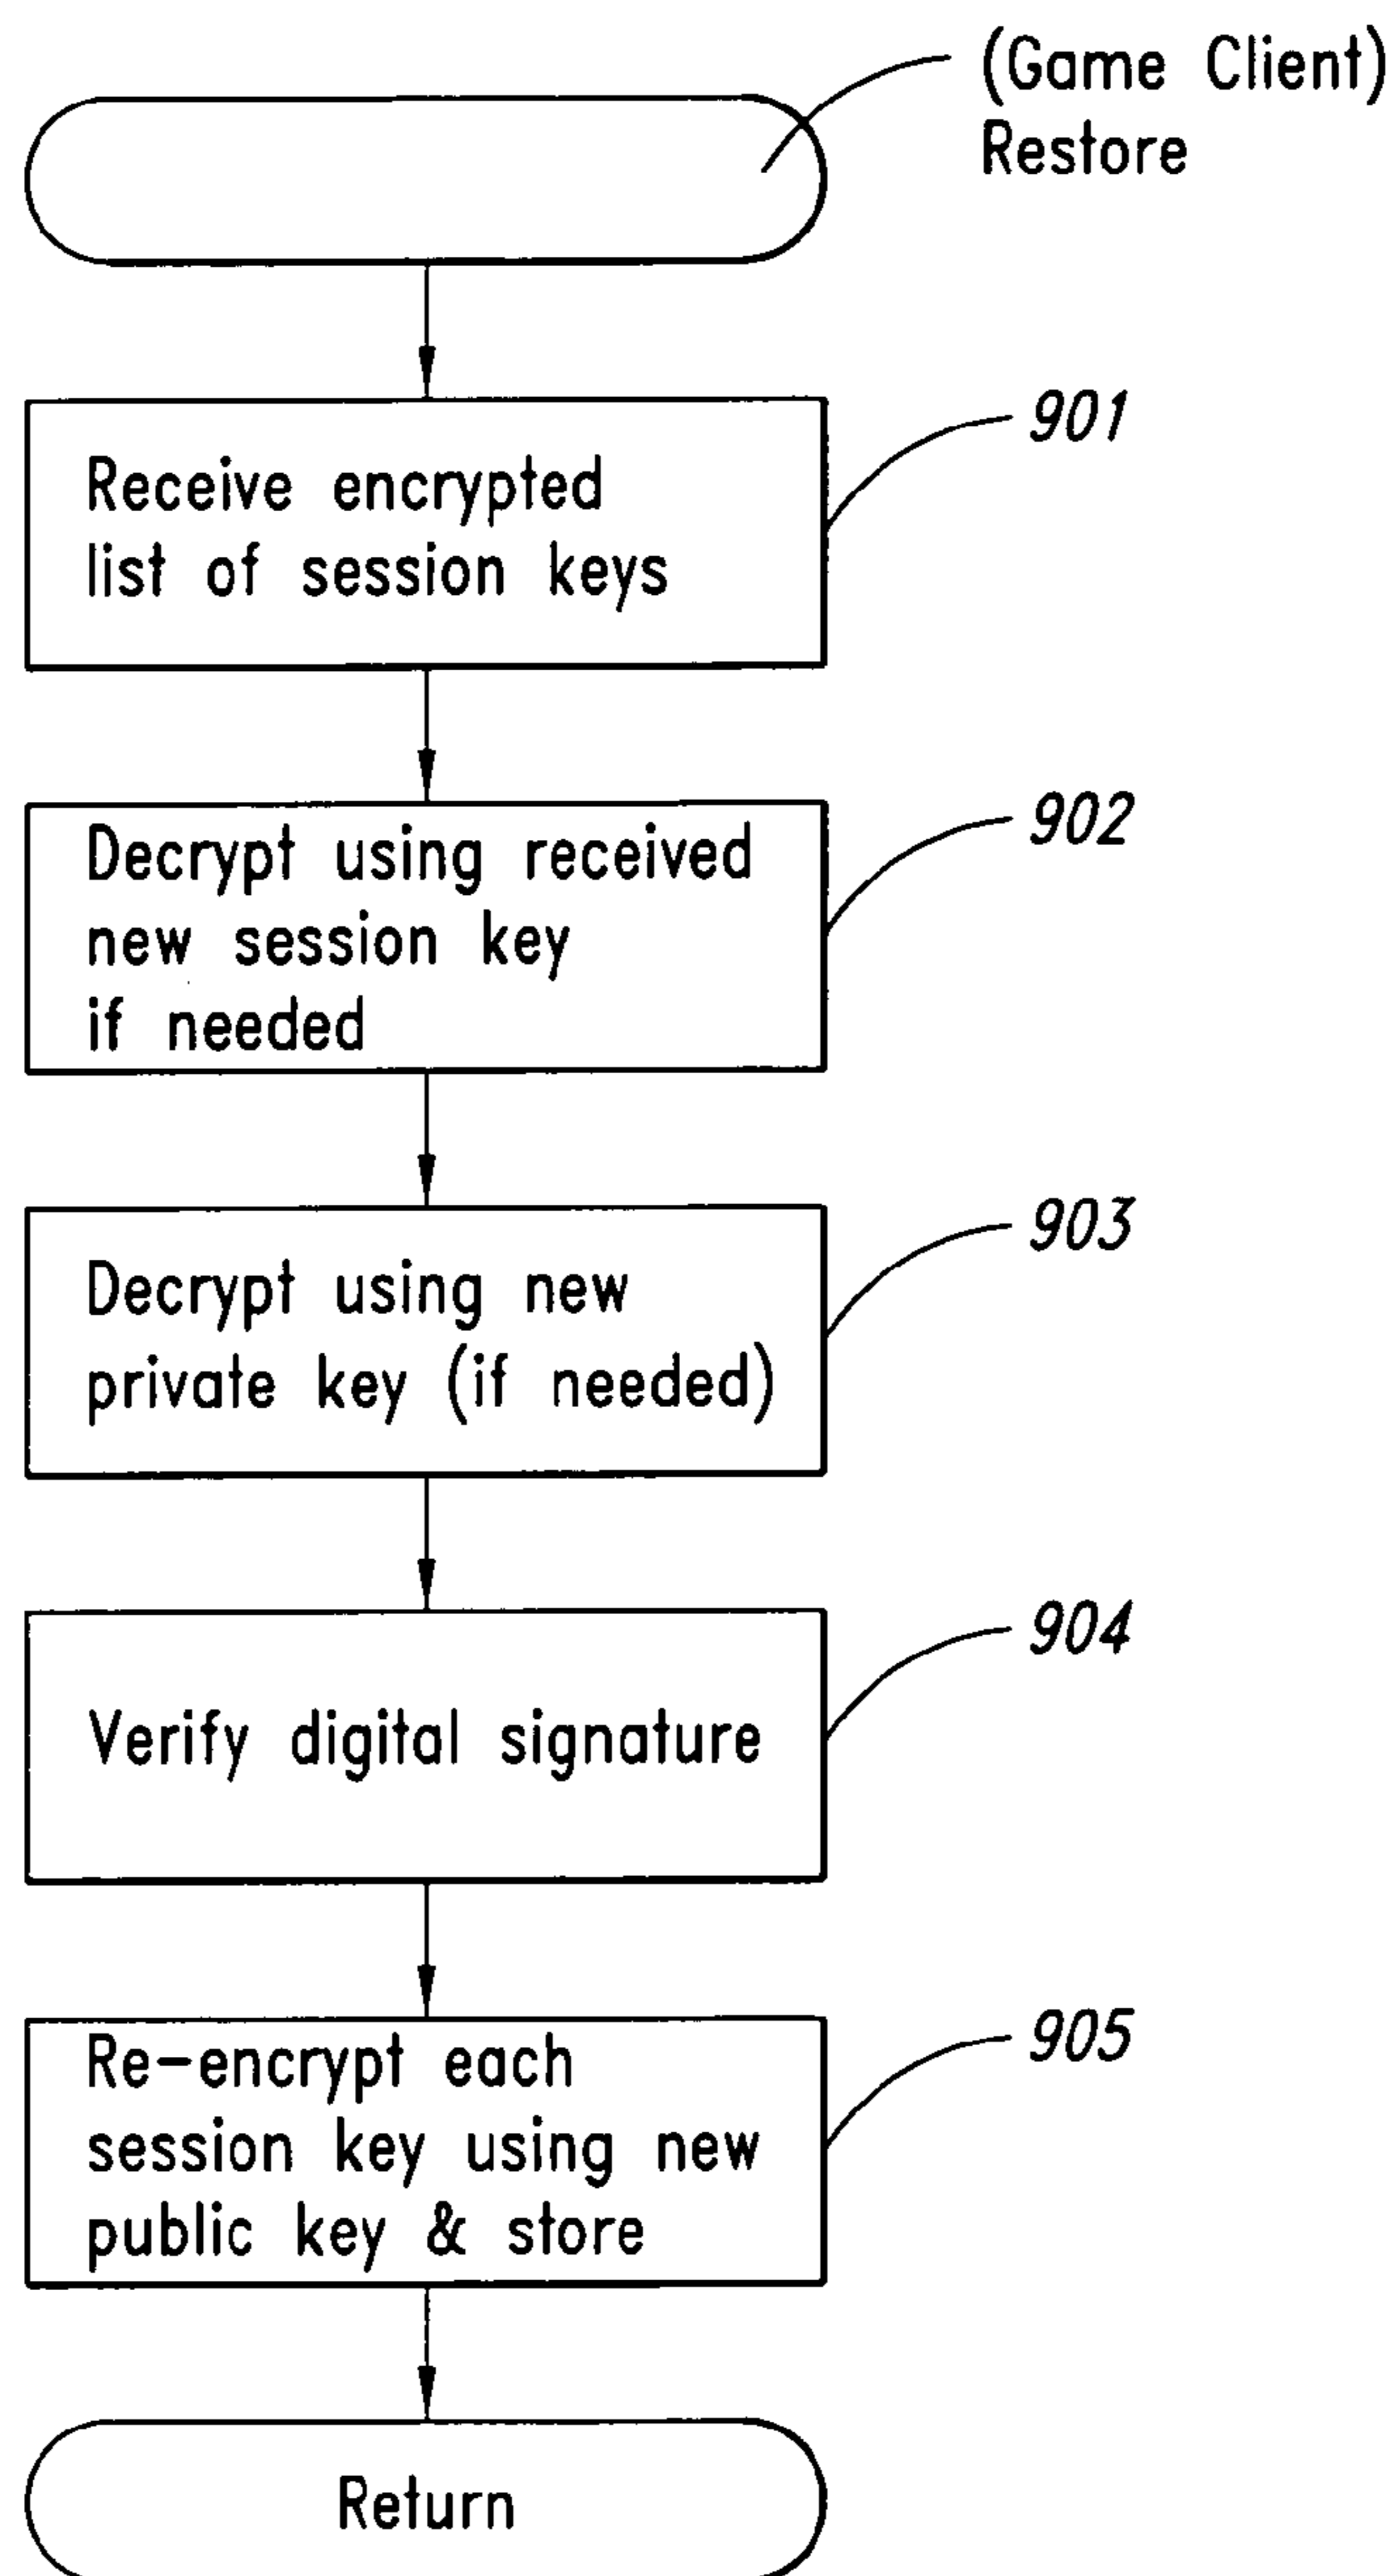 (Game Client)
Restore
901
Receive encrypted
list of session keys
902
Decrypt using received
new session key
if needed
903
Decrypt using new
private key (if needed)
904
Verify digital signature
905
Re-encrypt each
session key using new
public key & store
Return